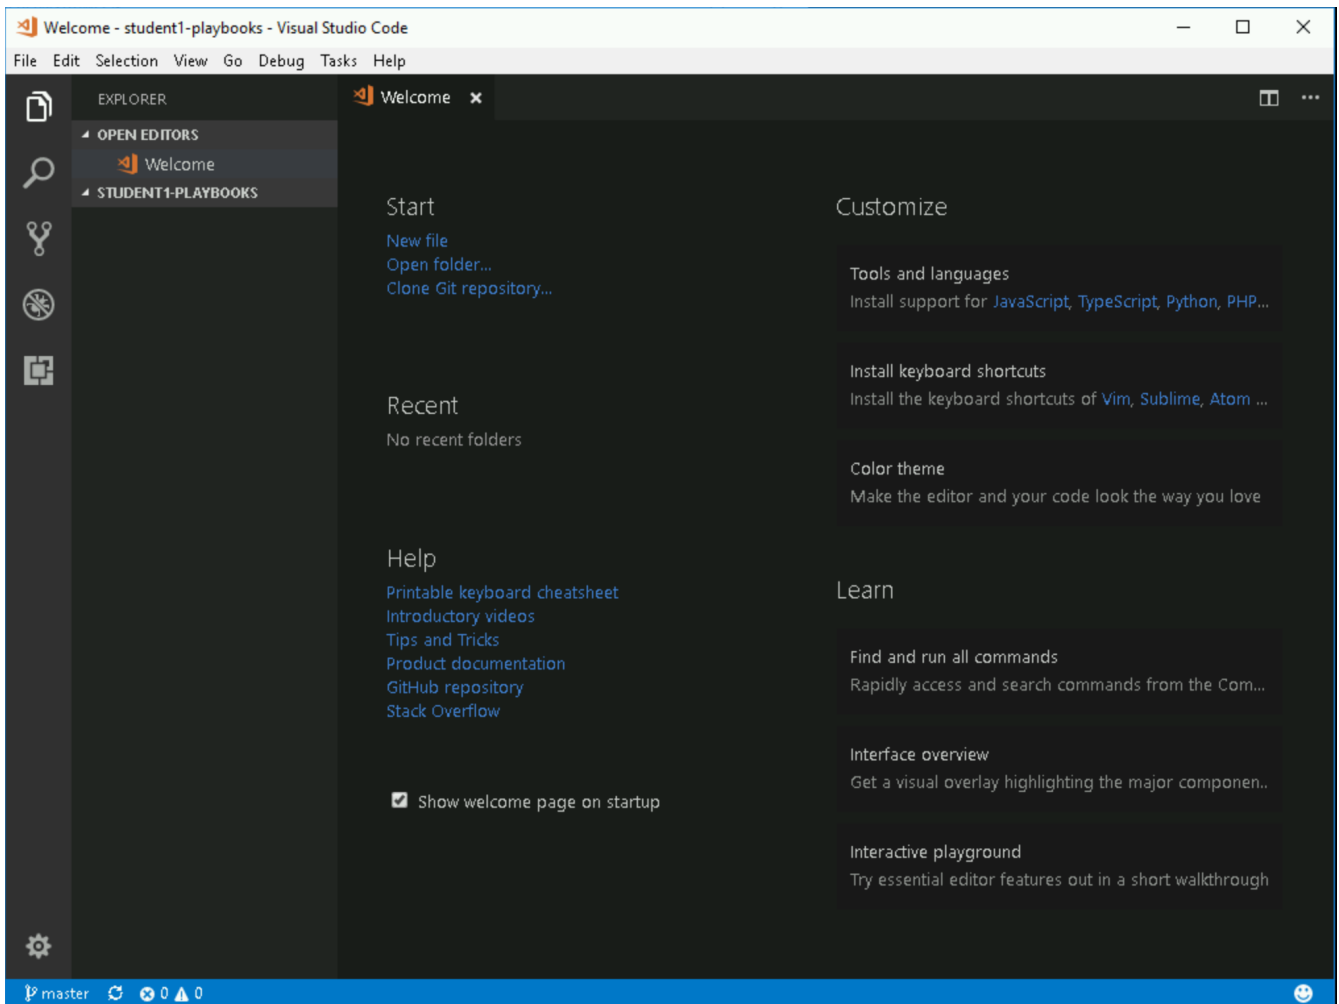 Welcome - student1-playbooks - Visual Studio Code
File Edit Selection View Go Debug Tasks Help
EXPLORER
OPEN EDITORS
Welcome
STUDENT1-PLAYBOOKS
Welcome
Start
New file
Open folder...
Clone Git repository...
Recent
No recent folders
Help
Printable keyboard cheatsheet
Introductory videos
Tips and Tricks
Product documentation
GitHub repository
Stack Overflow
Show welcome page on startup
Customize
Tools and languages
Install support for JavaScript, TypeScript, Python, PHP...
Install keyboard shortcuts
Install the keyboard shortcuts of Vim, Sublime, Atom ...
Color theme
Make the editor and your code look the way you love
Learn
Find and run all commands
Rapidly access and search commands from the Com...
Interface overview
Get a visual overlay highlighting the major componen..
Interactive playground
Try essential editor features out in a short walkthrough
master 0 0